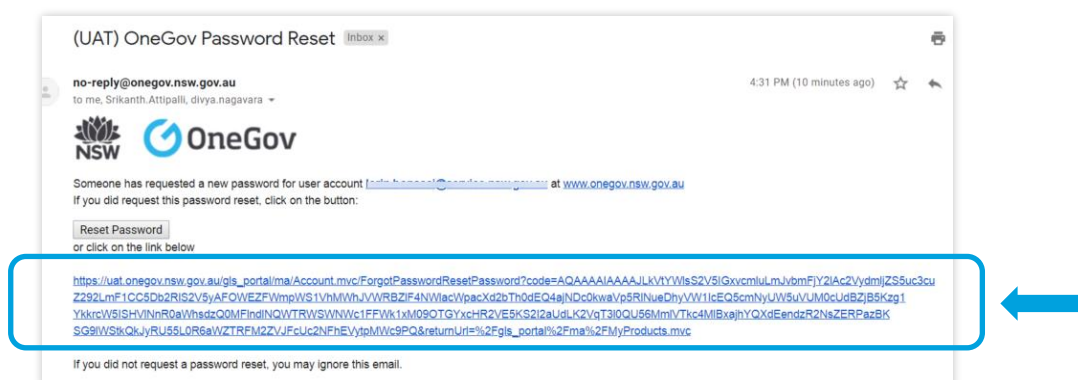 (UAT) OneGov Password Reset Inbox x
no-reply@onegov.nsw.gov.au 4:31 PM (10 minutes ago)
to me, Srikanth.Attipalli, divya.nagavara
NSW OneGov
Someone has requested a new password for user account at www.onegov.nsw.gov.au
If you did request this password reset, click on the button:
Reset Password
or click on the link below
https://uat.onegov.nsw.gov.au/gls_portal/ma/Account.mvc/ForgotPasswordResetPassword?code=
&returnUrl=%2Fgls_portal%2Fma%2FMyProducts.mvc
If you did not request a password reset, you may ignore this email.